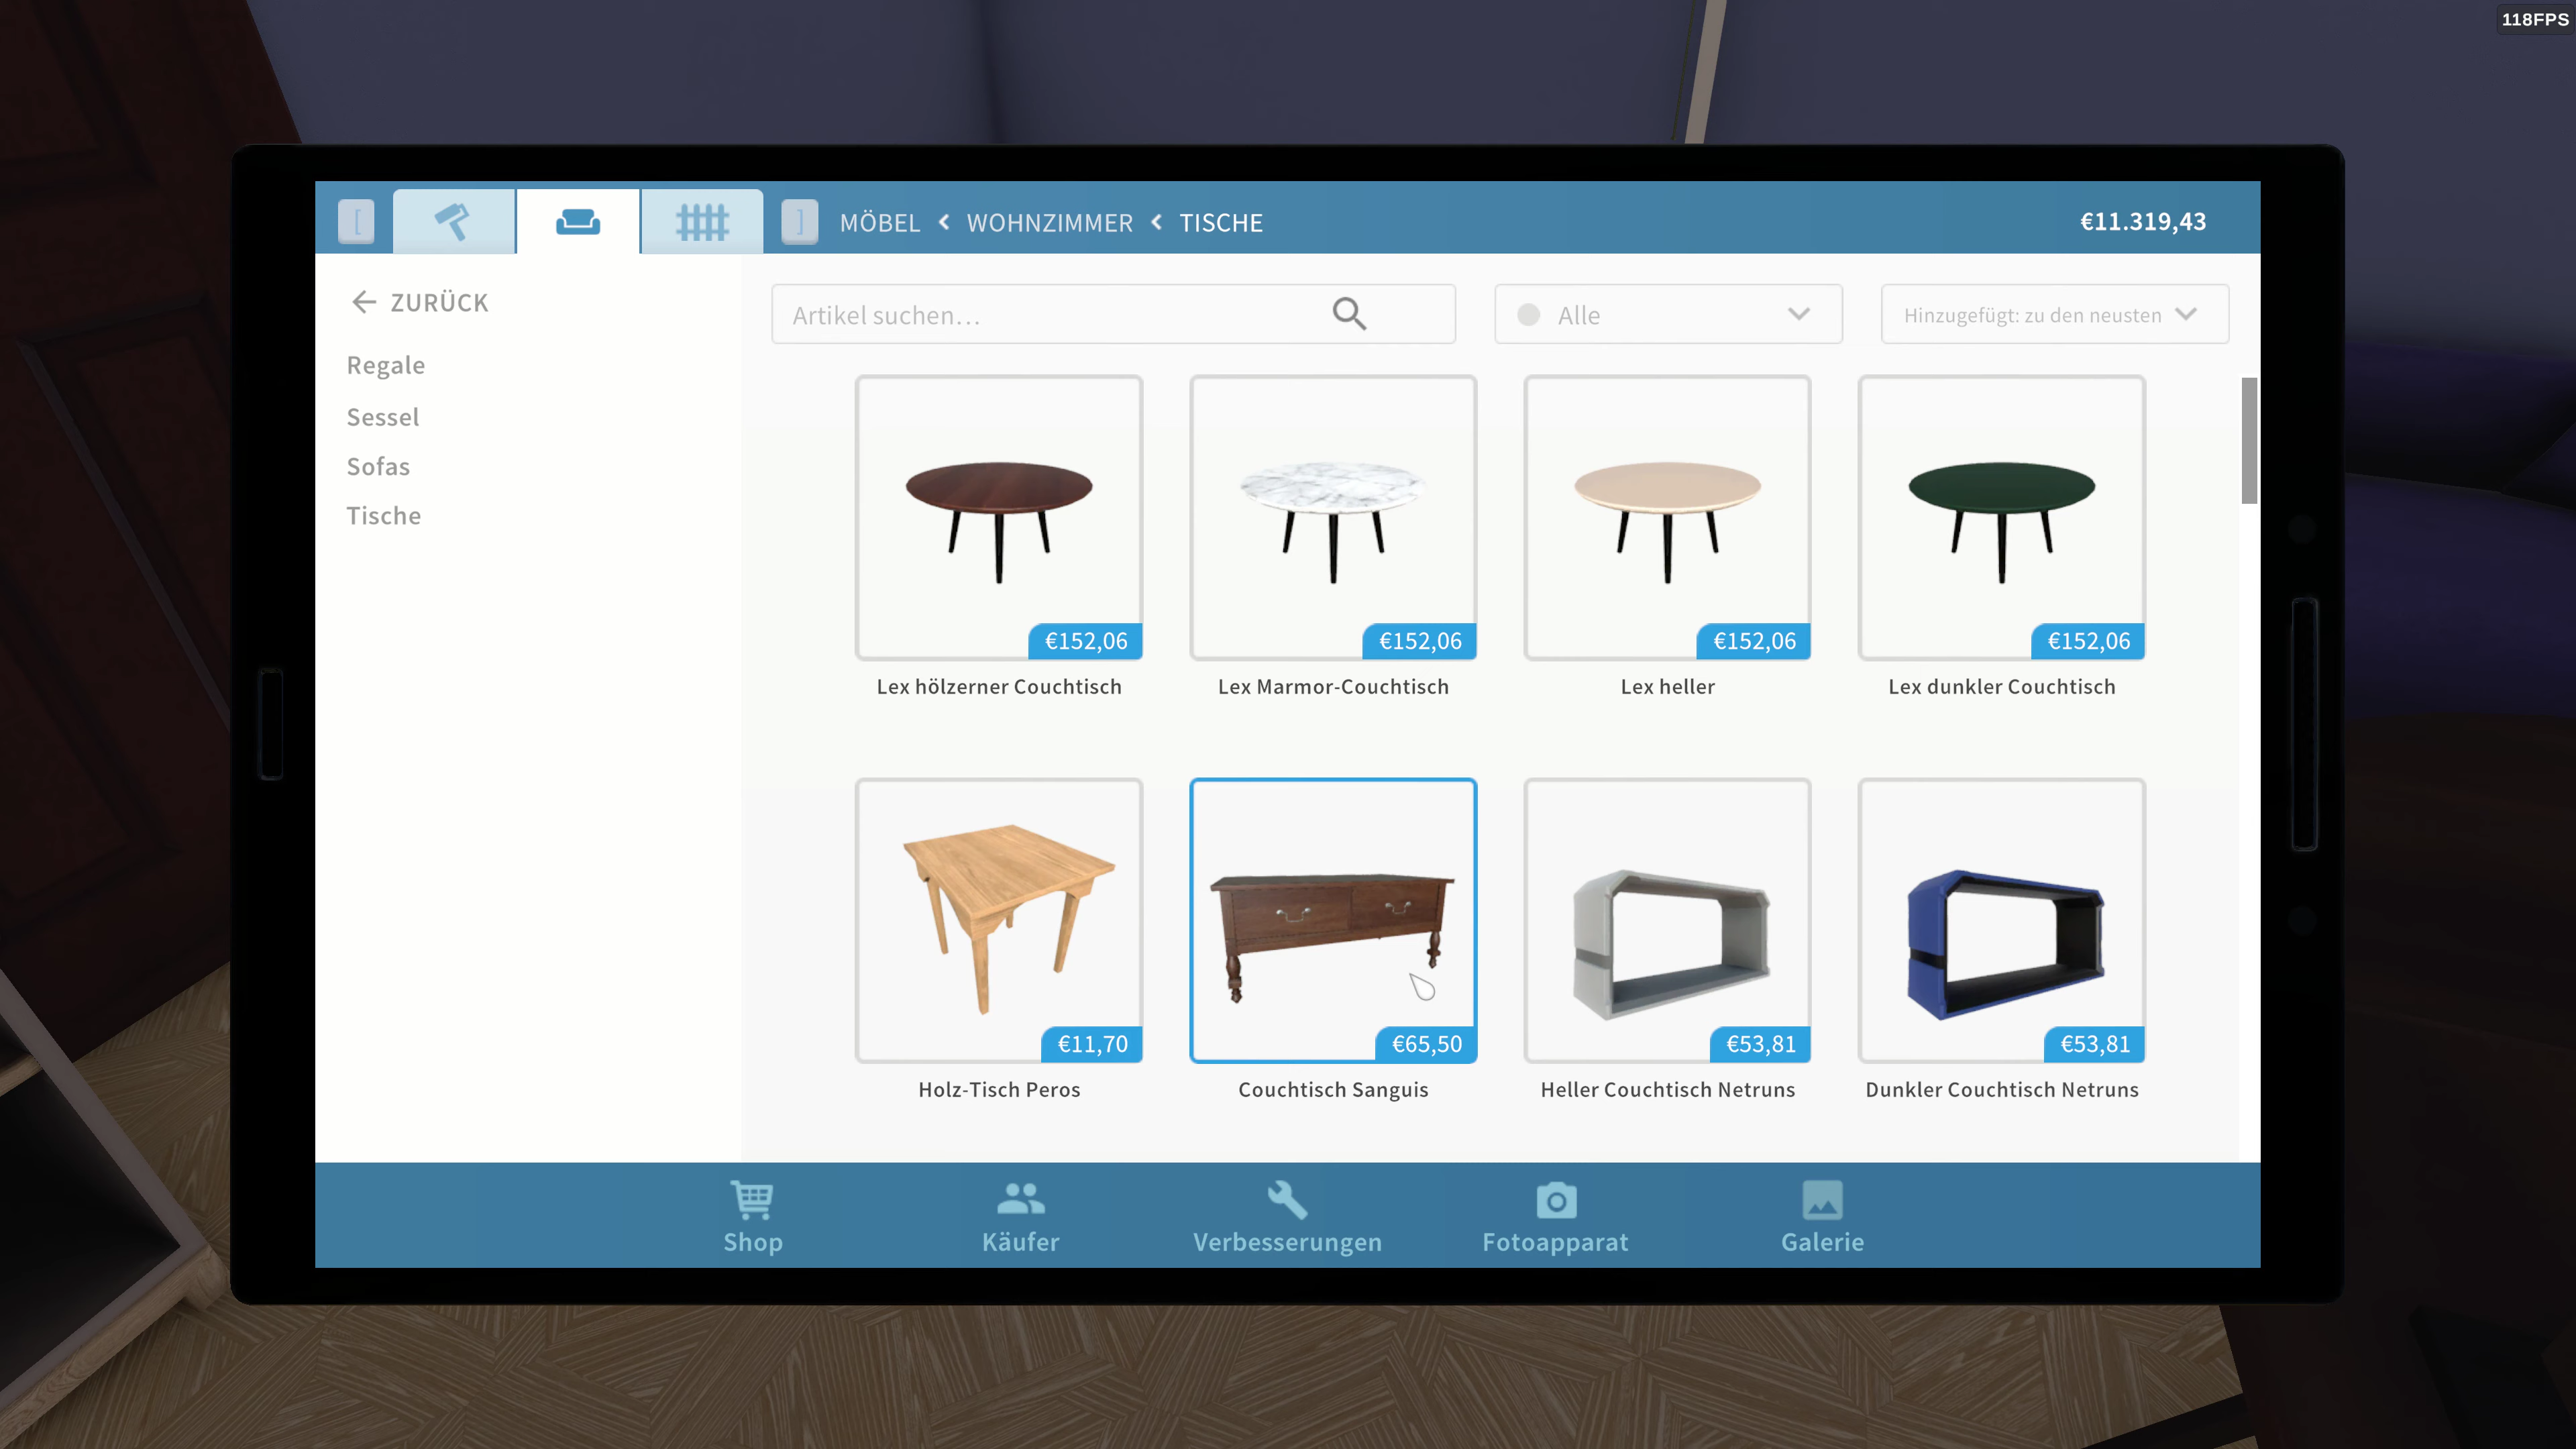 118FPS
[
]
MÖBEL < WOHNZIMMER < TISCHE
€11.319,43
ZURÜCK
Regale
Sessel
Sofas
Tische
Artikel suchen...
Alle
Hinzugefügt: zu den neusten
€152,06
€152,06
€152,06
€152,06
Lex hölzerner Couchtisch
Lex Marmor-Couchtisch
Lex heller
Lex dunkler Couchtisch
€11,70
€65,50
€53,81
€53,81
Holz-Tisch Peros
Couchtisch Sanguis
Heller Couchtisch Netruns
Dunkler Couchtisch Netruns
Shop
Käufer
Verbesserungen
Fotoapparat
Galerie